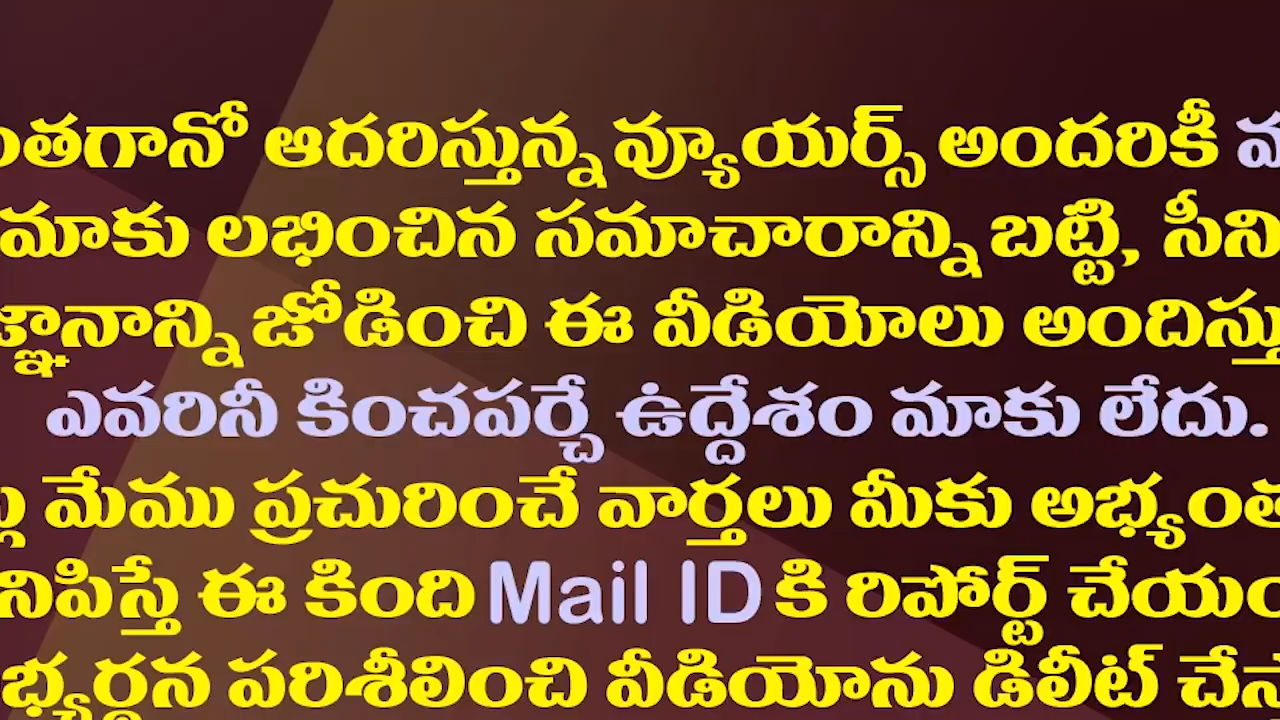 ంతగానో ఆదరిస్తున్న వ్యూయర్స్ అందరికీ
మాకు లభించిన సమాచారాన్ని బట్టి, సీని
జ్ఞానాన్ని జోడించి ఈ వీడియోలు అందిస్తు
ఎవరినీ కించపర్చే ఉద్దేశం మాకు లేదు.
మేము ప్రచురించే వార్తలు మీకు అభ్యంత
నిపిస్తే ఈ కింది Mail ID కి రిపోర్ట్ చేయం
భ్యర్థన పరిశీలించి వీడియోను డిలీట్ చేస